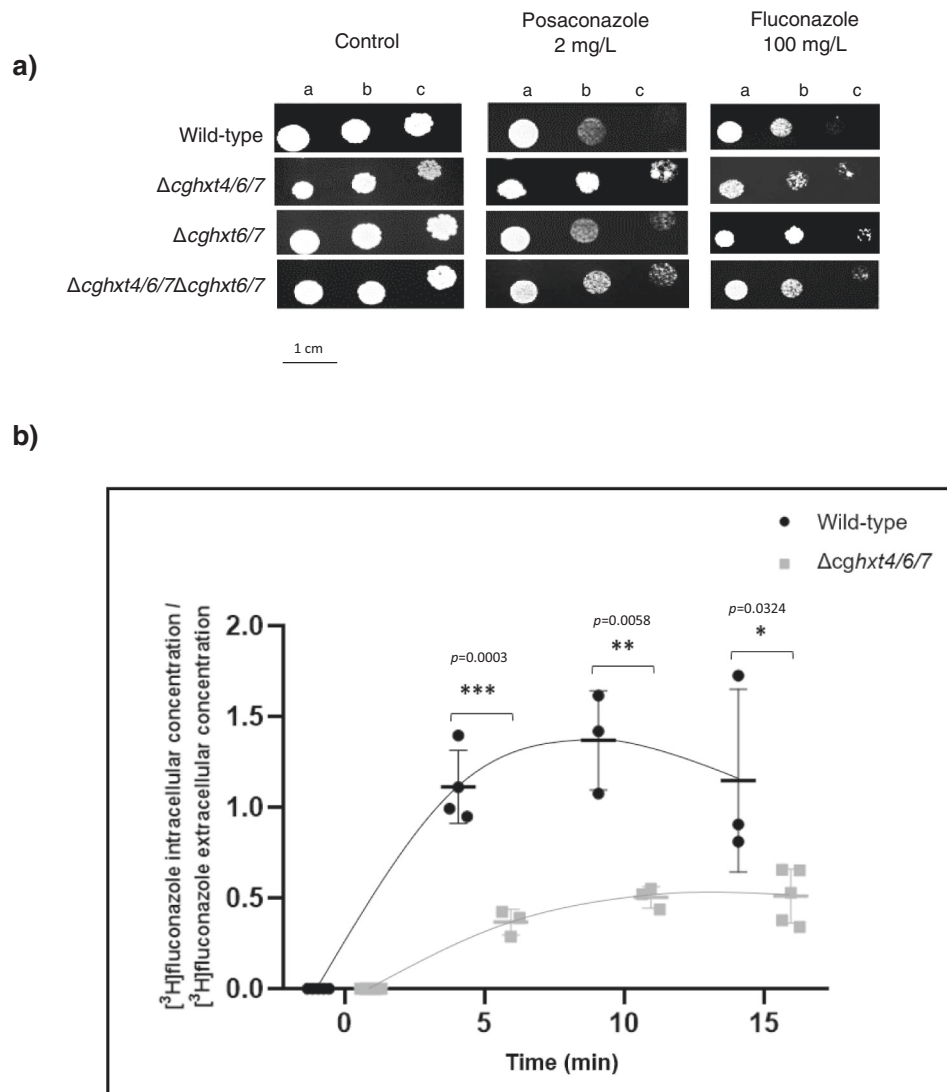 a)
Control
Posaconazole
2 mg/L
Fluconazole
100 mg/L
a b c
a b c
a b c
Wild-type
Δcghxt4/6/7
Δcghxt6/7
Δcghxt4/6/7Δcghxt6/7
1 cm
b)
Wild-type
Δcghxt4/6/7
p=0.0003
***
p=0.0058
**
p=0.0324
*
[³H]fluconazole intracellular concentration /
[³H]fluconazole extracellular concentration
2.0
1.5
1.0
0.5
0.0
0 5 10 15
Time (min)